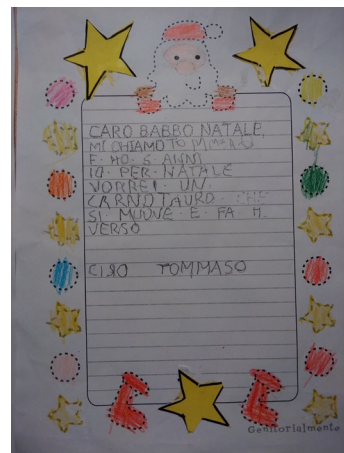 CARO BABBO NATALE,
MI CHIAMO TOMMASO
E HO 6 ANNI
IO PER NATALE
VORREI UN
CARNOTAURO CHE
SI MUOVE E FA IL
VERSO
CIAO TOMMASO
Genitorialmente